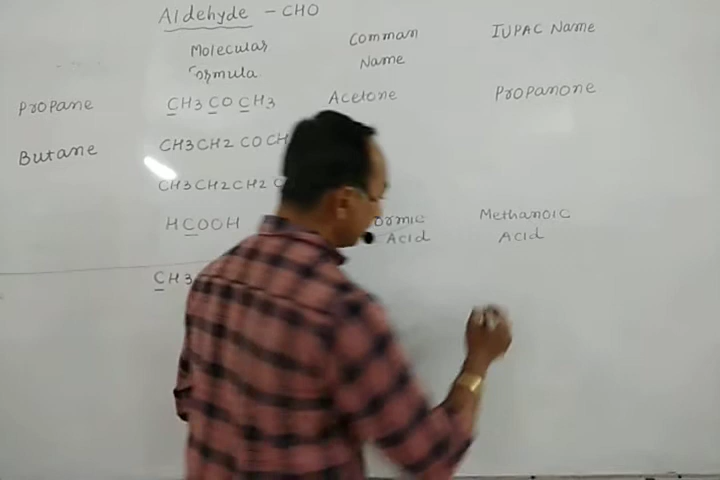 Aldehyde - CHO
Molecular Formula Comman Name IUPAC Name
Propane CH3 CO CH3 Acetone Propanone
Butane CH3CH2 COCH
CH3CH2CH2 C
HCOOH ormic Acid Methanoic Acid
CH3